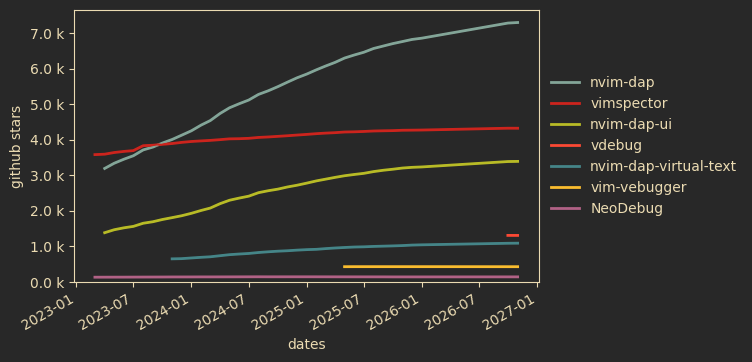 7.0 k
6.0 k
5.0 k
4.0 k
3.0 k
2.0 k
1.0 k
0.0 k
github stars
2023-01
2023-07
2024-01
2024-07
2025-01
2025-07
2026-01
2026-07
2027-01
dates
nvim-dap
vimspector
nvim-dap-ui
vdebug
nvim-dap-virtual-text
vim-vebugger
NeoDebug